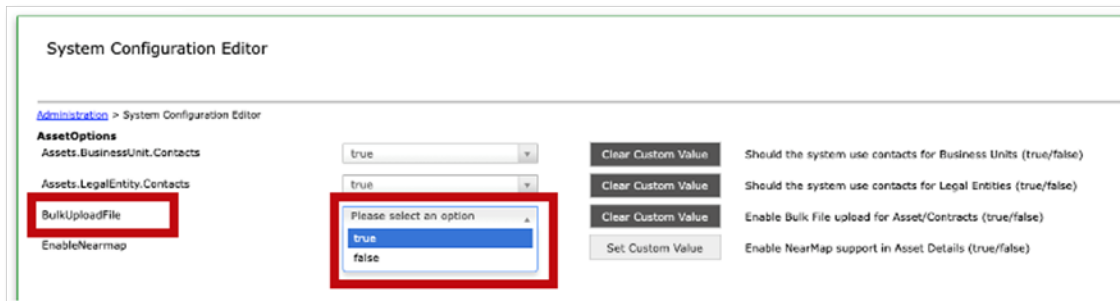 System Configuration Editor
Administration > System Configuration Editor
AssetOptions
Assets.BusinessUnit.Contacts true Clear Custom Value Should the system use contacts for Business Units (true/false)
Assets.LegalEntity.Contacts true Clear Custom Value Should the system use contacts for Legal Entities (true/false)
BulkUploadFile Please select an option Clear Custom Value Enable Bulk File upload for Asset/Contracts (true/false)
true
EnableNearmap Set Custom Value Enable NearMap support in Asset Details (true/false)
false